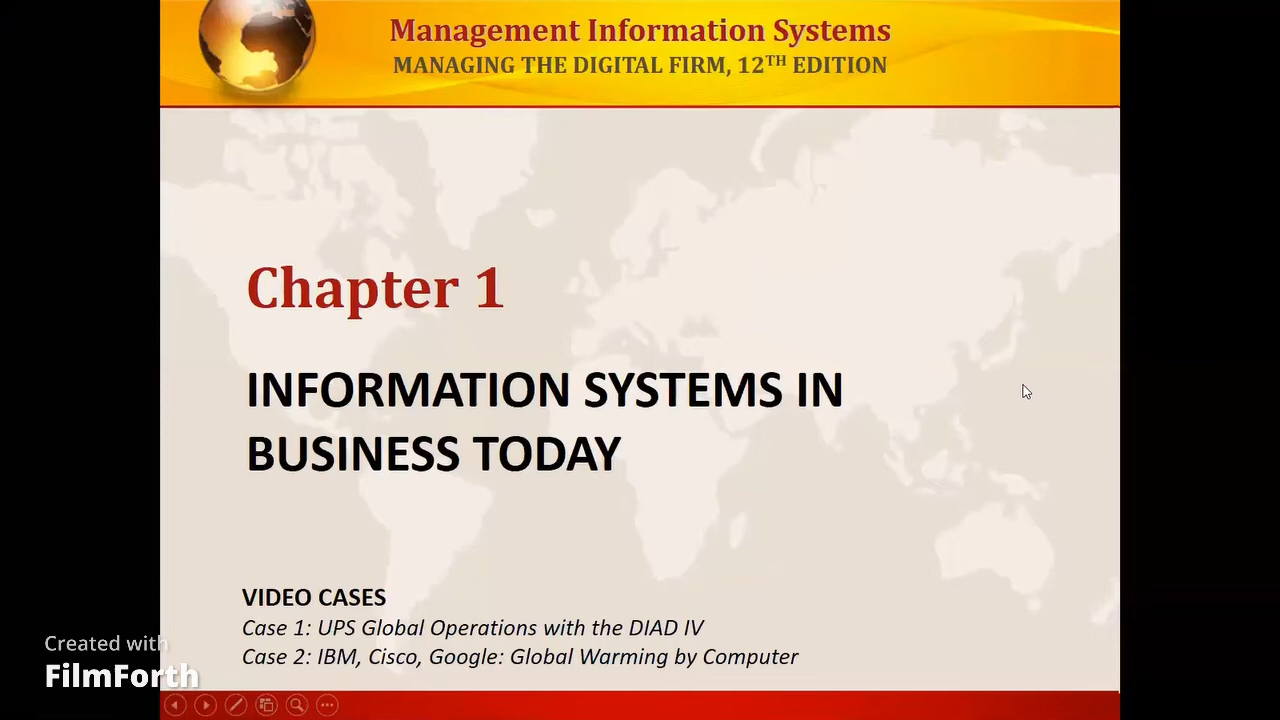 Management Information Systems
MANAGING THE DIGITAL FIRM, 12TH EDITION
Chapter 1
INFORMATION SYSTEMS IN
BUSINESS TODAY
VIDEO CASES
Case 1: UPS Global Operations with the DIAD IV
Case 2: IBM, Cisco, Google: Global Warming by Computer
Created with
FilmForth